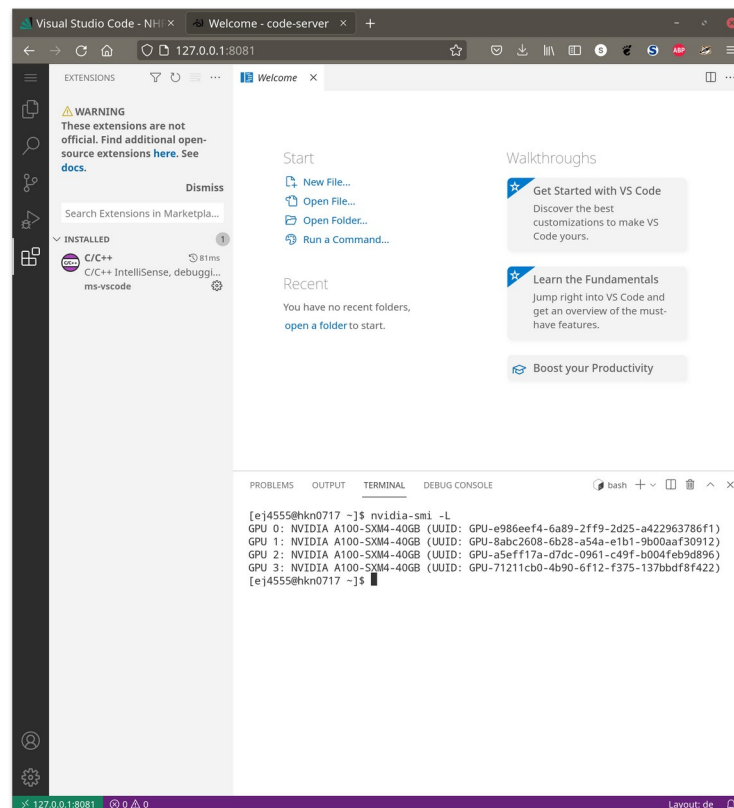 Visual Studio Code - NH
Welcome - code-server
127.0.0.1:8081
S
S
ABP
EXTENSIONS
WARNING
These extensions are not
official. Find additional open-
source extensions here. See
docs.
Dismiss
Search Extensions in Marketpla...
INSTALLED
1
C/C++
C/C++
81ms
C/C++ IntelliSense, debuggi...
ms-vscode
Welcome
Start
New File...
Open File...
Open Folder...
Run a Command...
Recent
You have no recent folders,
open a folder to start.
Walkthroughs
Get Started with VS Code
Discover the best
customizations to make VS
Code yours.
Learn the Fundamentals
Jump right into VS Code and
get an overview of the must-
have features.
Boost your Productivity
PROBLEMS OUTPUT TERMINAL DEBUG CONSOLE
bash
[ej4555@hkn0717 ~]$ nvidia-smi -L
GPU 0: NVIDIA A100-SXM4-40GB (UUID: GPU-e986eef4-6a89-2ff9-2d25-a422963786f1)
GPU 1: NVIDIA A100-SXM4-40GB (UUID: GPU-8abc2608-6b28-a54a-e1b1-9b00aaf30912)
GPU 2: NVIDIA A100-SXM4-40GB (UUID: GPU-a5eff17a-d7dc-0961-c49f-b004feb9d896)
GPU 3: NVIDIA A100-SXM4-40GB (UUID: GPU-71211cb0-4b90-6f12-f375-137bbdf8f422)
[ej4555@hkn0717 ~]$
127.0.0.1:8081
0
0
Layout: de